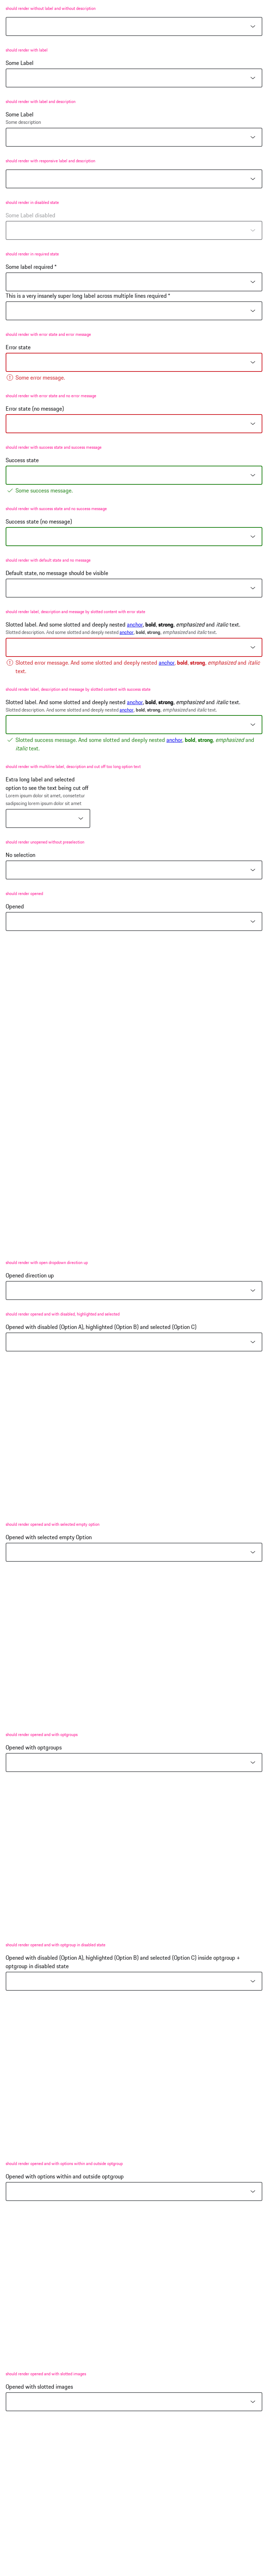 should render without label and without description
should render with label
Some Label
should render with label and description
Some Label
Some description
should render with responsive label and description
should render in disabled state
Some Label disabled
should render in required state
Some label required *
This is a very insanely super long label across multiple lines required *
should render with error state and error message
Error state
Some error message.
should render with error state and no error message
Error state (no message)
should render with success state and success message
Success state
Some success message.
should render with success state and no success message
Success state (no message)
should render with default state and no message
Default state, no message should be visible
should render label, description and message by slotted content with error state
Slotted label. And some slotted and deeply nested anchor, bold, strong, emphasized and italic text.
Slotted description. And some slotted and deeply nested anchor, bold, strong, emphasized and italic text.
Slotted error message. And some slotted and deeply nested anchor, bold, strong, emphasized and italic
text.
should render label, description and message by slotted content with success state
Slotted label. And some slotted and deeply nested anchor, bold, strong, emphasized and italic text.
Slotted description. And some slotted and deeply nested anchor, bold, strong, emphasized and italic text.
Slotted success message. And some slotted and deeply nested anchor, bold, strong, emphasized and
italic text.
should render with multiline label, description and cut off too long option text
Extra long label and selected
option to see the text being cut off
Lorem ipsum dolor sit amet, consetetur
sadipscing lorem ipsum dolor sit amet
should render unopened without preselection
No selection
should render opened
Opened
should render with open dropdown direction up
Opened direction up
should render opened and with disabled, highlighted and selected
Opened with disabled (Option A), highlighted (Option B) and selected (Option C)
should render opened and with selected empty option
Opened with selected empty Option
should render opened and with optgroups
Opened with optgroups
should render opened and with optgroup in disabled state
Opened with disabled (Option A), highlighted (Option B) and selected (Option C) inside optgroup +
optgroup in disabled state
should render opened and with options within and outside optgroup
Opened with options within and outside optgroup
should render opened and with slotted images
Opened with slotted images